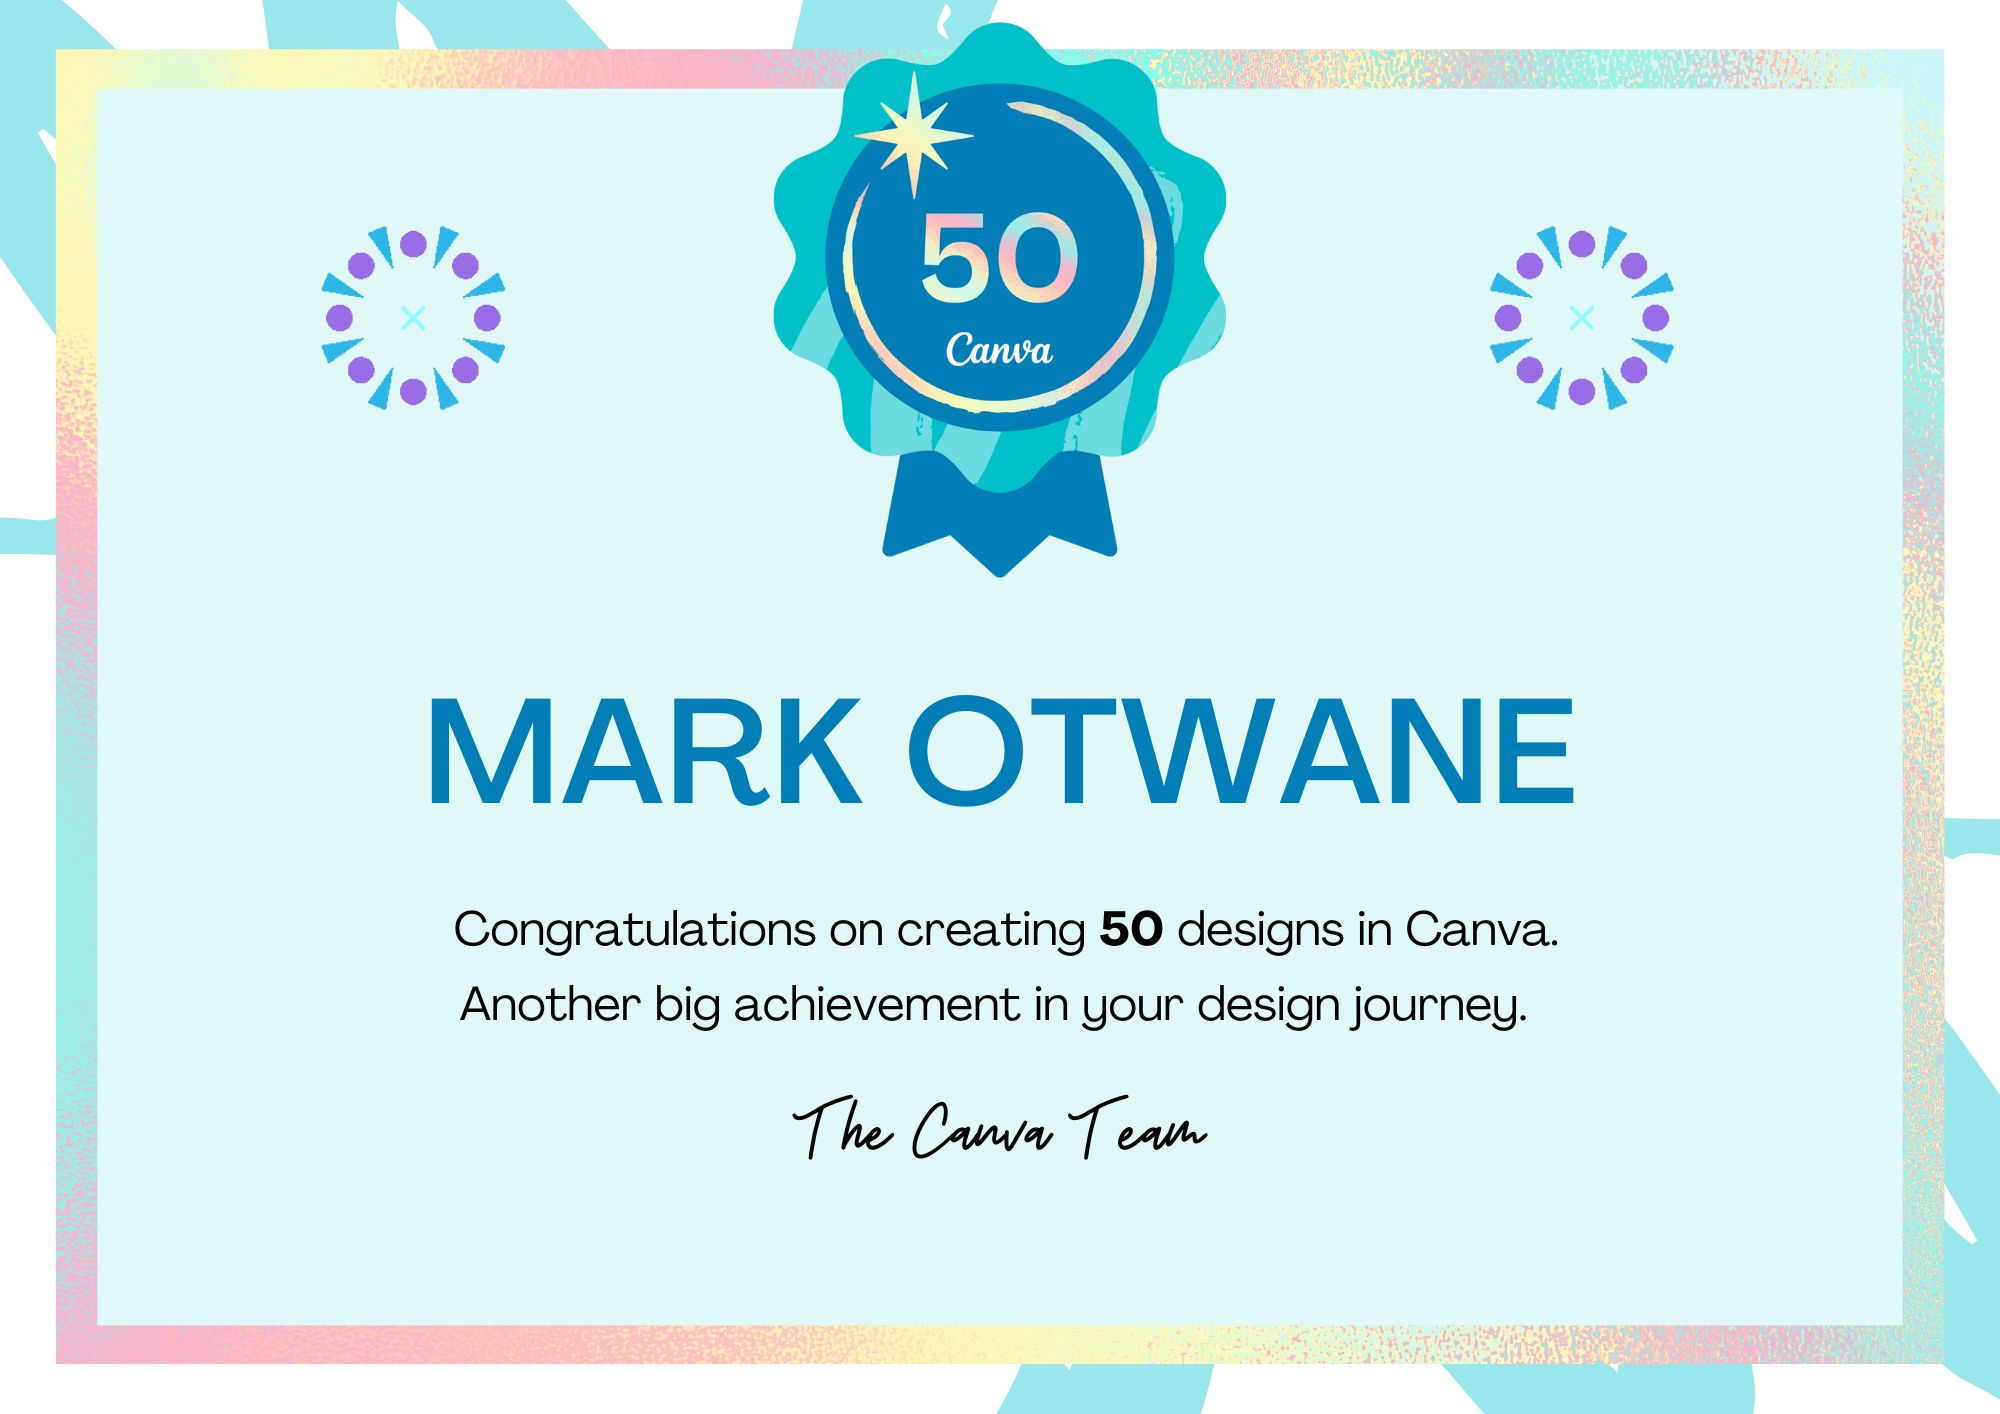 50
Canva
MARK OTWANE
Congratulations on creating 50 designs in Canva.
Another big achievement in your design journey.
The Canva Team